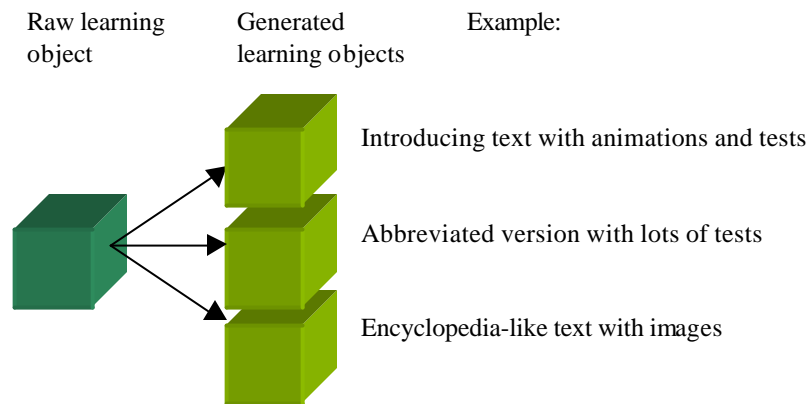 Raw learning
object
Generated
learning objects
Example:
Introducing text with animations and tests
Abbreviated version with lots of tests
Encyclopedia-like text with images